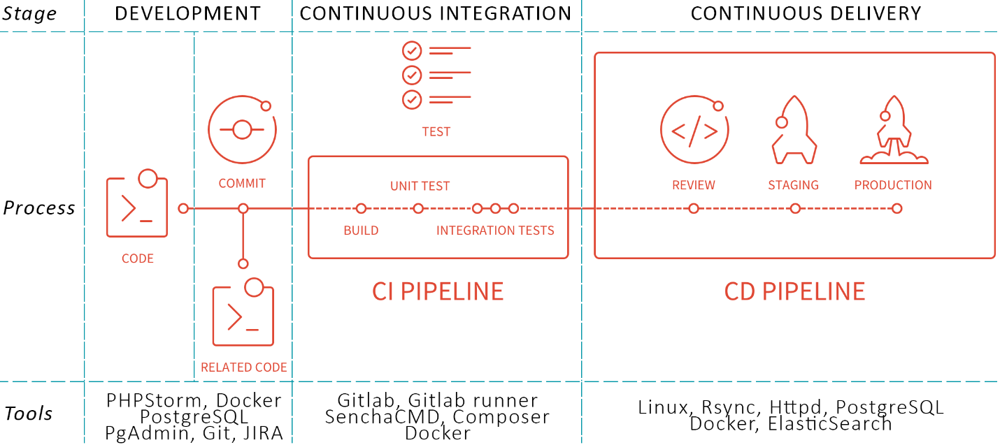 Stage
DEVELOPMENT
CONTINUOUS INTEGRATION
CONTINUOUS DELIVERY
Process
CODE
COMMIT
RELATED CODE
TEST
UNIT TEST
BUILD
INTEGRATION TESTS
CI PIPELINE
REVIEW
STAGING
PRODUCTION
CD PIPELINE
Tools
PHPStorm, Docker
PostgreSQL
PgAdmin, Git, JIRA
Gitlab, Gitlab runner
SenchaCMD, Composer
Docker
Linux, Rsync, Httpd, PostgreSQL
Docker, ElasticSearch